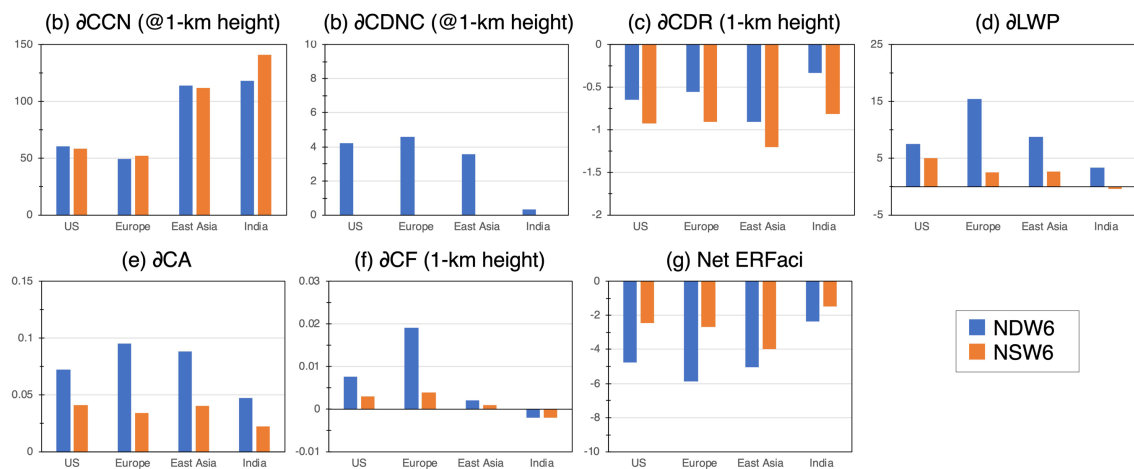 (b) ∂CCN (@1-km height)
150
100
50
0
US Europe East Asia India
(b) ∂CDNC (@1-km height)
10
8
6
4
2
0
US Europe East Asia India
(c) ∂CDR (1-km height)
0
-0.5
-1
-1.5
-2
US Europe East Asia India
(d) ∂LWP
25
15
5
-5
US Europe East Asia India
(e) ∂CA
0.15
0.1
0.05
0
US Europe East Asia India
(f) ∂CF (1-km height)
0.03
0.02
0.01
0
-0.01
US Europe East Asia India
(g) Net ERFaci
0
-2
-4
-6
-8
-10
US Europe East Asia India
NDW6
NSW6